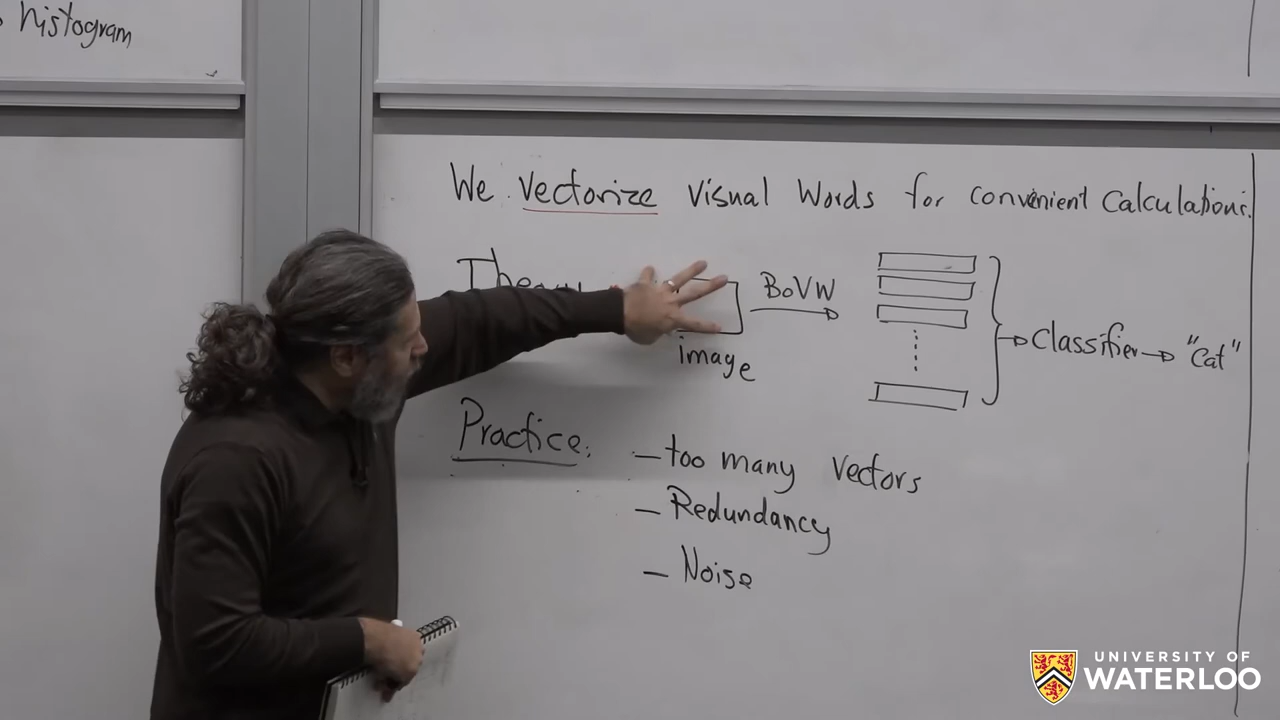 histogram
We Vectorize Visual Words for convenient Calculations.
BoVW
image
Classifier "Cat"
Practice:
- too many vectors
- Redundancy
- Noise
UNIVERSITY OF
WATERLOO